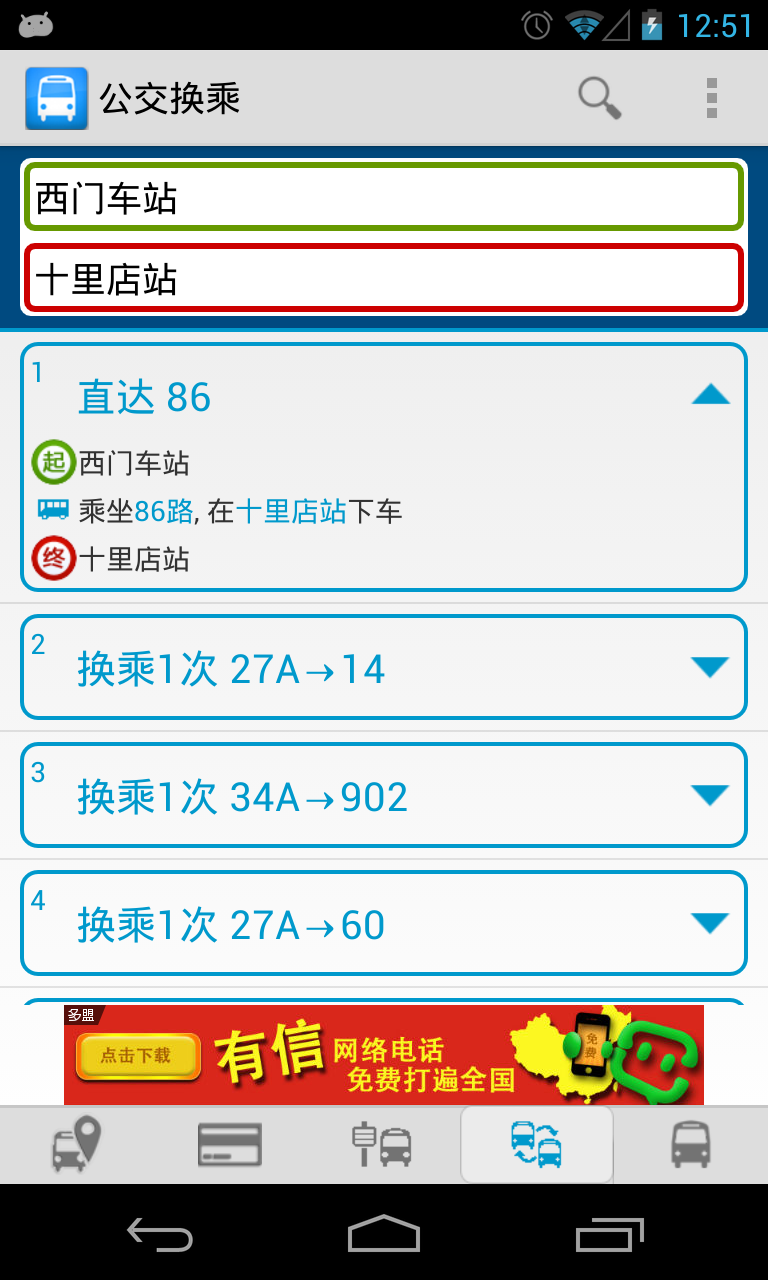 12:51
公交换乘
西门车站
十里店站
1
直达 86
起 西门车站
乘坐86路, 在十里店站下车
终 十里店站
2
换乘1次 27A→14
3
换乘1次 34A→902
4
换乘1次 27A→60
多盟
点击下载
有信
网络电话
免费打遍全国
免费